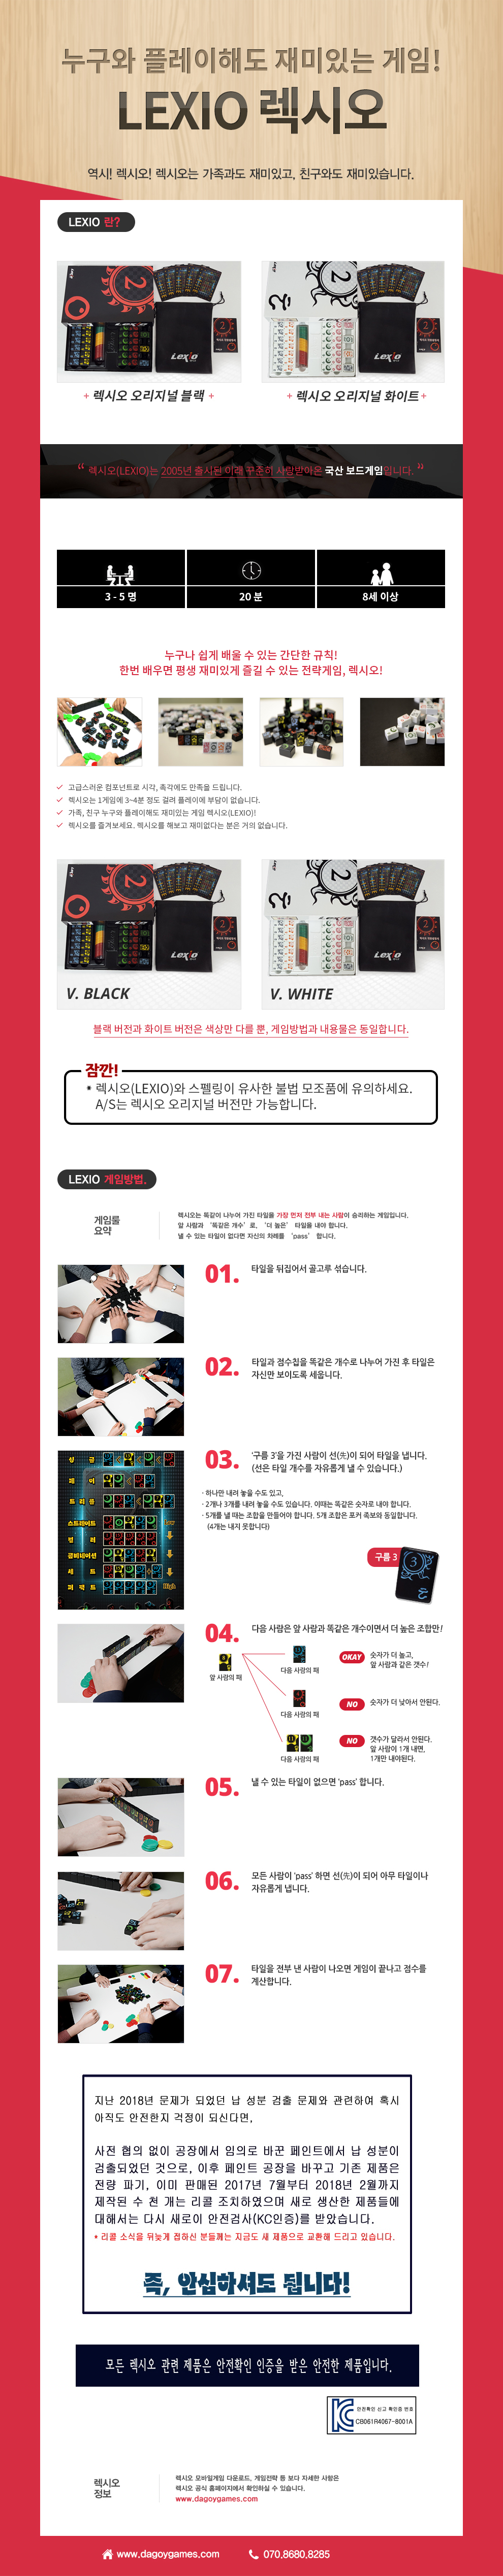 누구와 플레이해도 재미있는 게임!
LEXIO 렉시오
역시! 렉시오! 렉시오는 가족과도 재미있고, 친구와도 재미있습니다.
LEXIO 란?
+ 렉시오 오리지널 블랙 +
+ 렉시오 오리지널 화이트 +
“ 렉시오(LEXIO)는 2005년 출시된 이래 꾸준히 사랑받아온 국산 보드게임입니다. ”
3 - 5 명
20 분
8세 이상
누구나 쉽게 배울 수 있는 간단한 규칙!
한번 배우면 평생 재미있게 즐길 수 있는 전략게임, 렉시오!
고급스러운 컴포넌트로 시각, 촉각에도 만족을 드립니다.
렉시오는 1게임에 3~4분 정도 걸려 플레이에 부담이 없습니다.
가족, 친구 누구와 플레이해도 재미있는 게임 렉시오(LEXIO)!
렉시오를 즐겨보세요. 렉시오를 해보고 재미없다는 분은 거의 없습니다.
V. BLACK
V. WHITE
블랙 버전과 화이트 버전은 색상만 다를 뿐, 게임방법과 내용물은 동일합니다.
잠깐!
* 렉시오(LEXIO)와 스펠링이 유사한 불법 모조품에 유의하세요.
A/S는 렉시오 오리지널 버전만 가능합니다.
LEXIO 게임방법.
게임룰
요약
렉시오는 똑같이 나누어 가진 타일을 가장 먼저 전부 내는 사람이 승리하는 게임입니다.
앞 사람과 ‘똑같은 개수’로, ‘더 높은’ 타일을 내야 합니다.
낼 수 있는 타일이 없다면 자신의 차례를 ‘pass’ 합니다.
01.
타일을 뒤집어서 골고루 섞습니다.
02.
타일과 점수칩을 똑같은 개수로 나누어 가진 후 타일은
자신만 보이도록 세웁니다.
03.
‘구름 3’을 가진 사람이 선(先)이 되어 타일을 냅니다.
(선은 타일 개수를 자유롭게 낼 수 있습니다.)
· 하나만 내려 놓을 수도 있고,
· 2개나 3개를 내려 놓을 수도 있습니다. 이때는 똑같은 숫자로 내야 합니다.
· 5개를 낼 때는 조합을 만들어야 합니다. 5개 조합은 포커 족보와 동일합니다.
(4개는 내지 못합니다)
싱글
페어
트리플
스트레이트
Low
High
구름 3
04.
다음 사람은 앞 사람과 똑같은 개수이면서 더 높은 조합만!
앞 사람의 패
다음 사람의 패
OKAY
숫자가 더 높고,
앞 사람과 같은 갯수!
다음 사람의 패
NO
숫자가 더 낮아서 안된다.
다음 사람의 패
NO
갯수가 달라서 안된다.
앞 사람이 1개 내면,
1개만 내야된다.
05.
낼 수 있는 타일이 없으면 'pass' 합니다.
06.
모든 사람이 'pass' 하면 선(先)이 되어 아무 타일이나
자유롭게 냅니다.
07.
타일을 전부 낸 사람이 나오면 게임이 끝나고 점수를
계산합니다.
지난 2018년 문제가 되었던 납 성분 검출 문제와 관련하여 혹시
아직도 안전한지 걱정이 되신다면,
사전 협의 없이 공장에서 임의로 바꾼 페인트에서 납 성분이
검출되었던 것으로, 이후 페인트 공장을 바꾸고 기존 제품은
전량 파기, 이미 판매된 2017년 7월부터 2018년 2월까지
제작된 수 천 개는 리콜 조치하였으며 새로 생산한 제품들에
대해서는 다시 새로이 안전검사(KC인증)를 받았습니다.
* 리콜 소식을 뒤늦게 접하신 분들께는 지금도 새 제품으로 교환해 드리고 있습니다.
즉, 안심하셔도 됩니다!
모든 렉시오 관련 제품은 안전확인 인증을 받은 안전한 제품입니다.
안전확인 신고 확인증 번호
CB061R4067-8001A
렉시오
정보
렉시오 모바일게임 다운로드, 게임전략 등 보다 자세한 사항은
렉시오 공식 홈페이지에서 확인하실 수 있습니다.
www.dagoygames.com
www.dagoygames.com
070.8680.8285